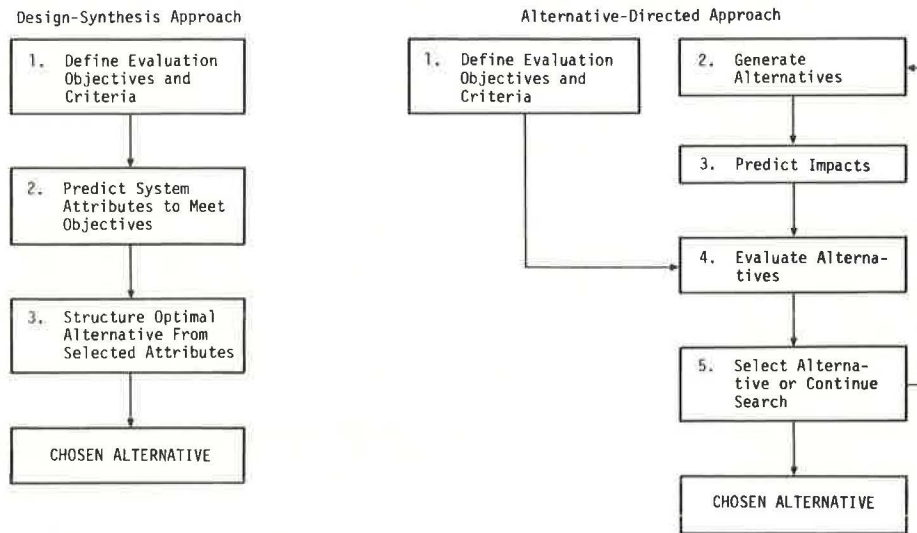 Design-Synthesis Approach
1. Define Evaluation
Objectives and
Criteria
2. Predict System
Attributes to Meet
Objectives
3. Structure Optimal
Alternative From
Selected Attributes
CHOSEN ALTERNATIVE
Alternative-Directed Approach
1. Define Evaluation
Objectives and
Criteria
2. Generate
Alternatives
3. Predict Impacts
4. Evaluate Alterna-
tives
5. Select Alterna-
tive or Continue
Search
CHOSEN ALTERNATIVE